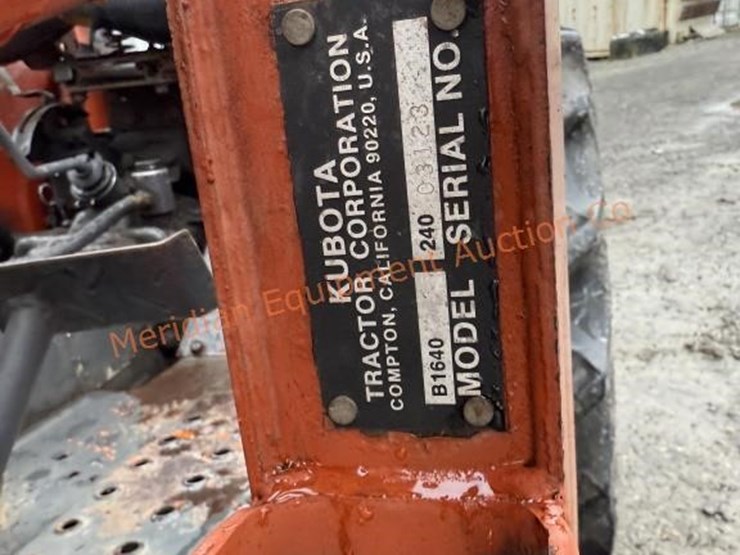 KUBOTA
TRACTOR CORPORATION
COMPTON, CALIFORNIA 90220, U.S.A.
B1640 240 03123
MODEL SERIAL NO.
Meridian Equipment Auction Co